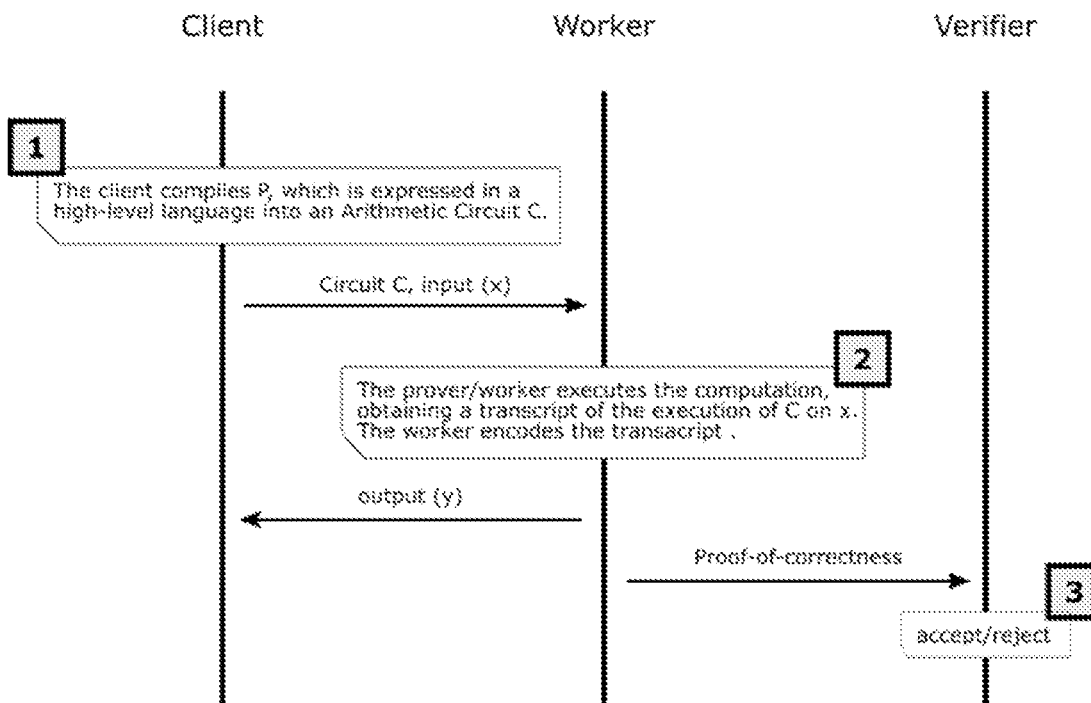 Client
Worker
Verifier
1
The client compiles P, which is expressed in a
high-level language into an Arithmetic Circuit C.
Circuit C, input (x)
2
The prover/worker executes the computation,
obtaining a transcript of the execution of C on x.
The worker encodes the transacript .
output (y)
Proof-of-correctness
3
accept/reject